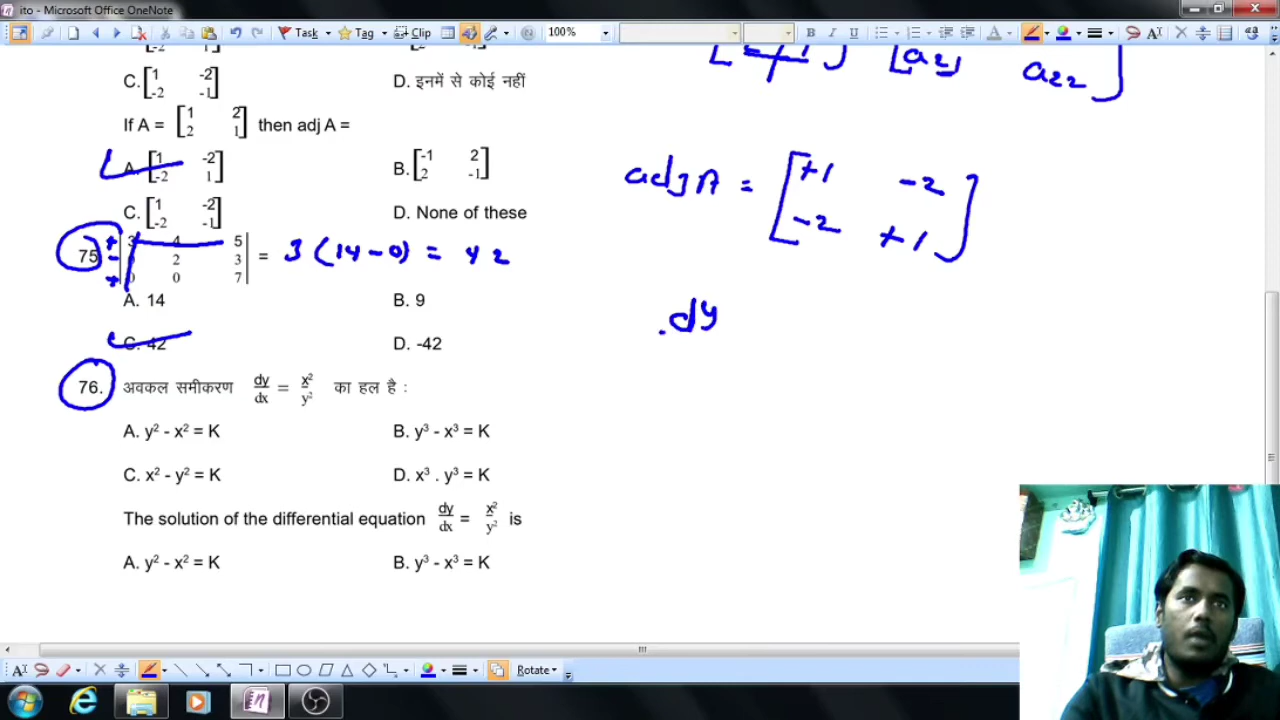 ito - Microsoft Office OneNote
Task Tag Clip 100% B I U
C. [1 -2
-2 -1] D. इनमें से कोई नहीं
a21 a22
If A = [1 2
2 1] then adj A =
A. [1 -2
-2 1] B. [-1 2
2 -1]
adj A = [+1 -2
-2 +1]
C. [1 -2
-2 -1] D. None of these
75 + 3 4 5
- 2 3 = 3 (14-0) = 42
+ 0 0 7
A. 14 B. 9
C. 42 D. -42
.dy
76. अवकल समीकरण dy/dx = x²/y² का हल है :
A. y² - x² = K B. y³ - x³ = K
C. x² - y² = K D. x³ . y³ = K
The solution of the differential equation dy/dx = x²/y² is
A. y² - x² = K B. y³ - x³ = K
Rotate